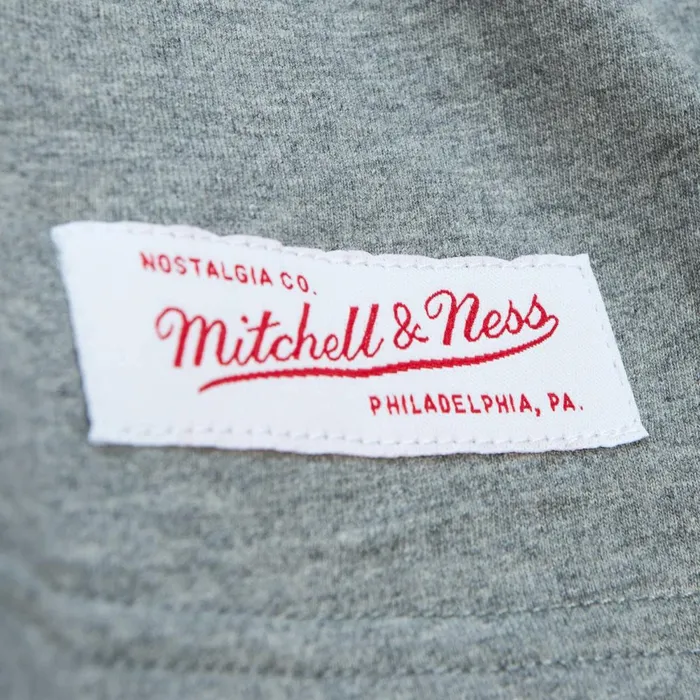 NOSTALGIA CO.
Mitchell & Ness
PHILADELPHIA, PA.